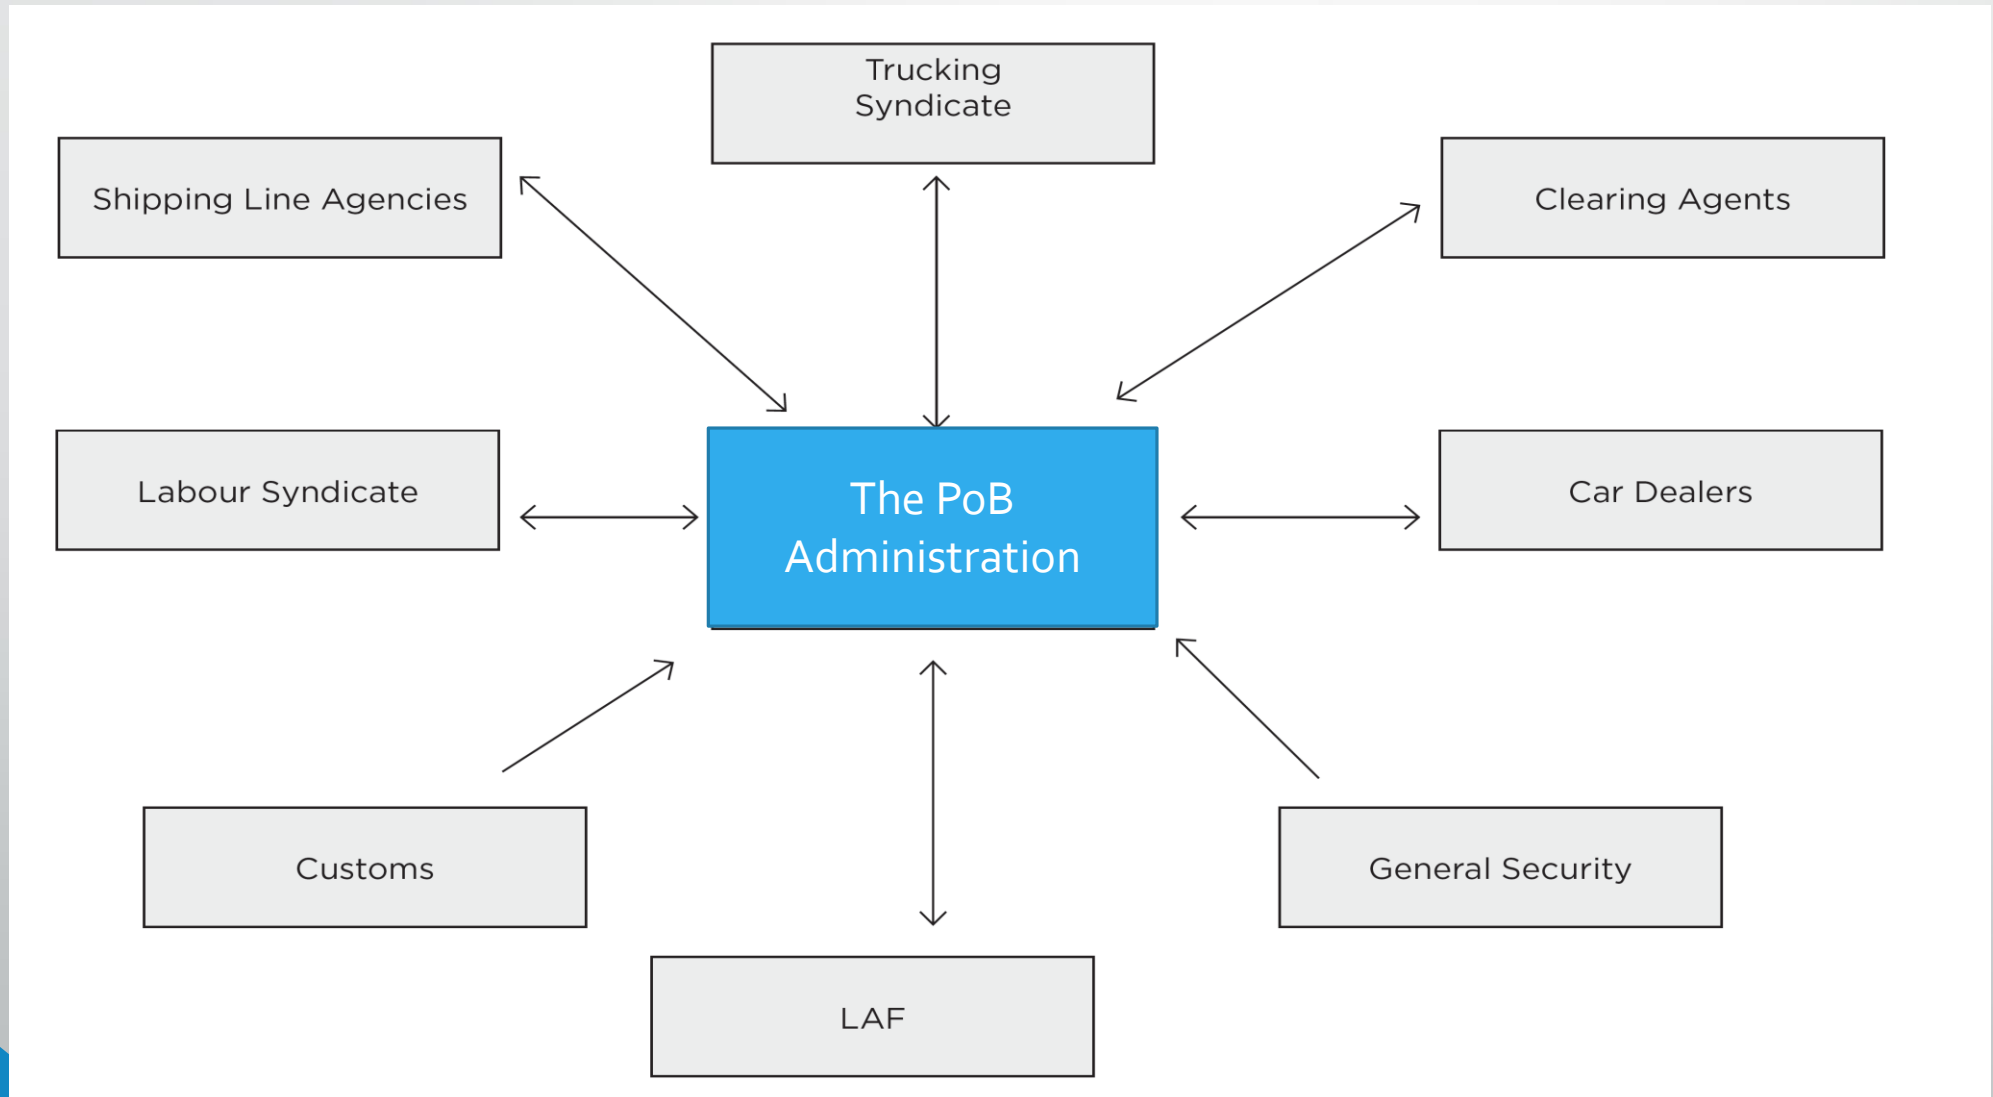 Trucking
Syndicate
Shipping Line Agencies
Clearing Agents
Labour Syndicate
The PoB
Administration
Car Dealers
Customs
General Security
LAF